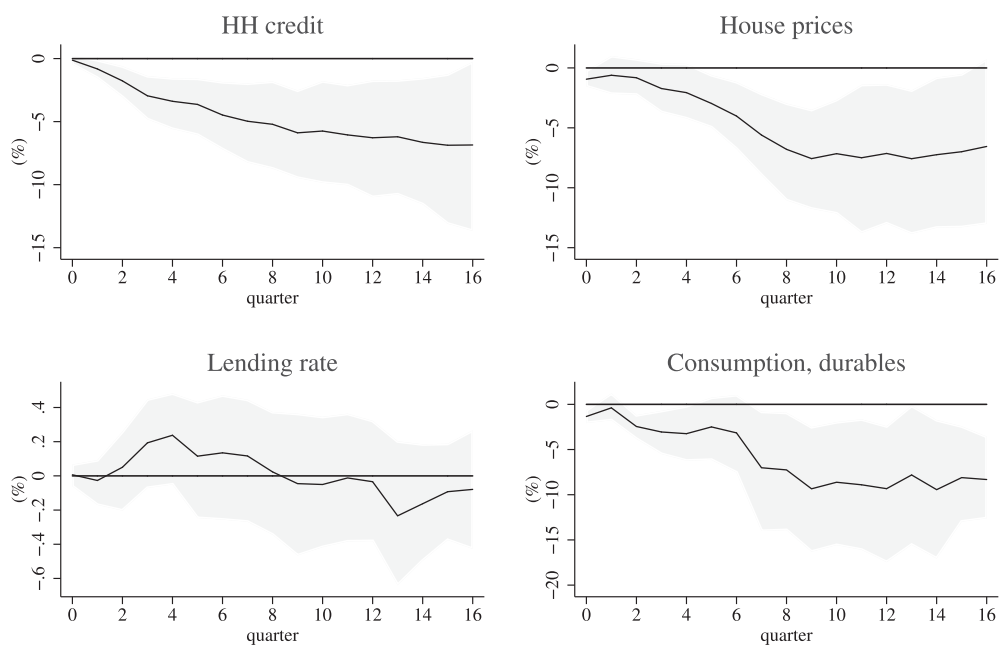 HH credit
0
−5
−10
−15
(%)
0 2 4 6 8 10 12 14 16
quarter
House prices
0
−5
−10
−15
(%)
0 2 4 6 8 10 12 14 16
quarter
Lending rate
.4
.2
0
−.2
−.4
−.6
(%)
0 2 4 6 8 10 12 14 16
quarter
Consumption, durables
0
−5
−10
−15
−20
(%)
0 2 4 6 8 10 12 14 16
quarter